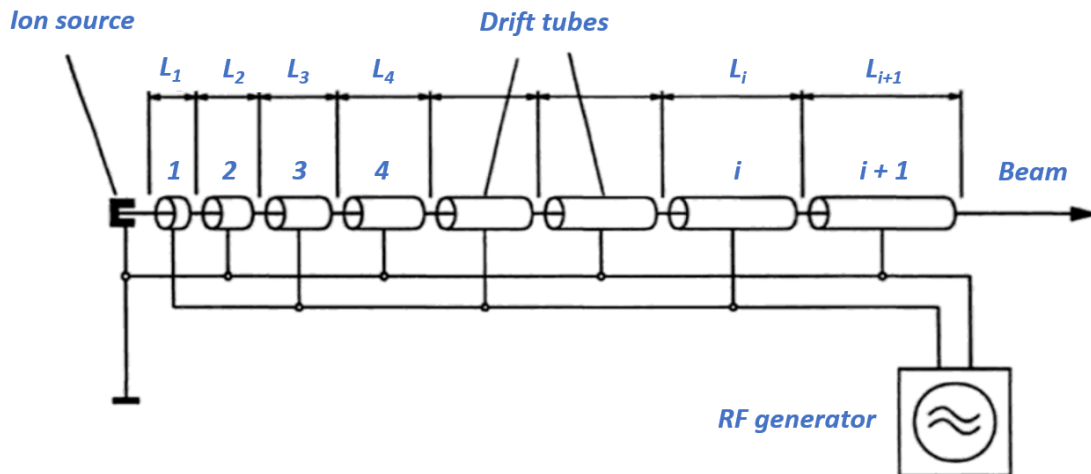 Ion source
Drift tubes
L1 L2 L3 L4 Li Li+1
1 2 3 4 i i + 1
Beam
RF generator